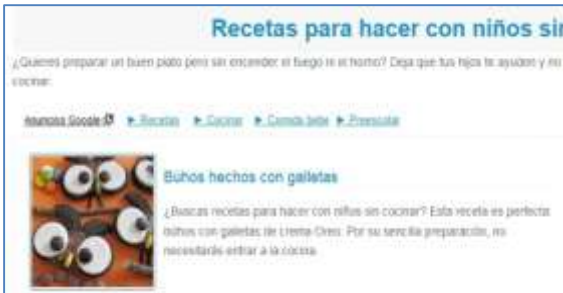 Recetas para hacer con niños sin
¿Quieres preparar un buen plato pero sin encender el fuego ni el horno? Deja que tus hijos te ayuden y no
cocinar.
Anuncios Google ► Recetas ► Cocinar ► Comida bebe ► Preescolar
Búhos hechos con galletas
¿Buscas recetas para hacer con niños sin cocinar? Esta receta es perfecta
búhos con galletas de crema Oreo. Por su sencilla preparación, no
necesitarás entrar a la cocina.